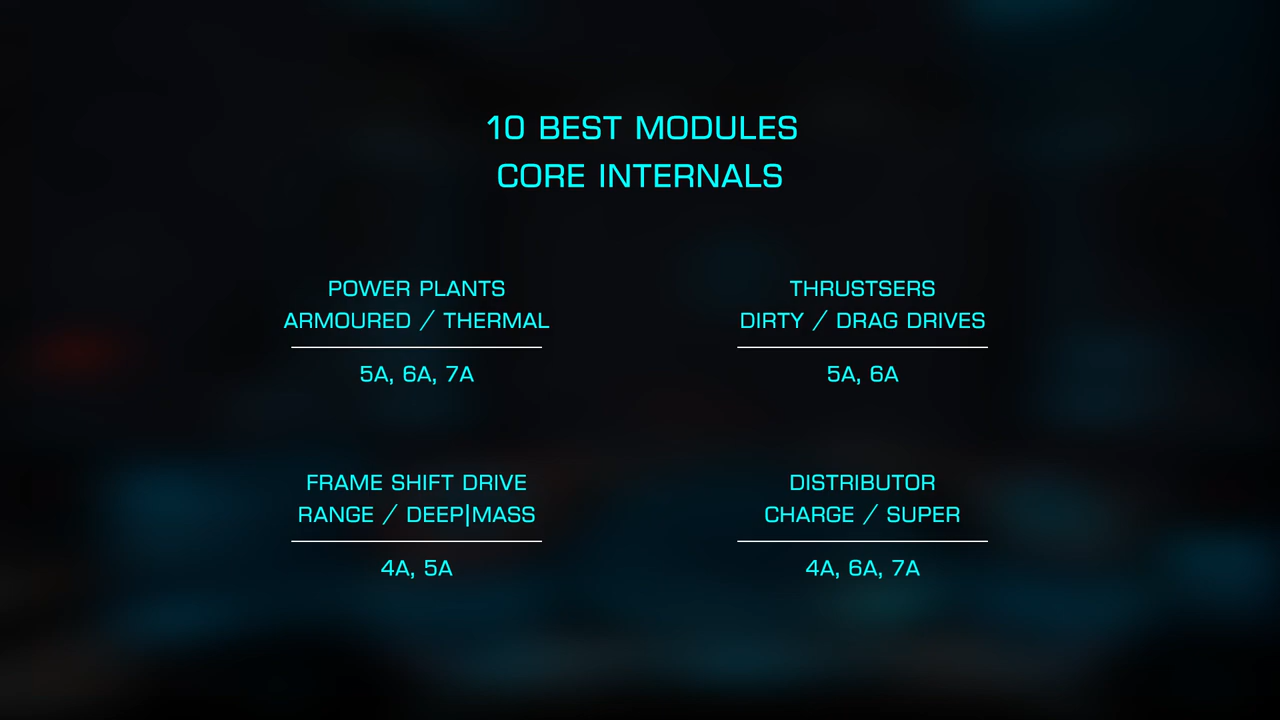 10 BEST MODULES
CORE INTERNALS
POWER PLANTS
ARMOURED / THERMAL
5A, 6A, 7A
THRUSTSERS
DIRTY / DRAG DRIVES
5A, 6A
FRAME SHIFT DRIVE
RANGE / DEEP|MASS
4A, 5A
DISTRIBUTOR
CHARGE / SUPER
4A, 6A, 7A